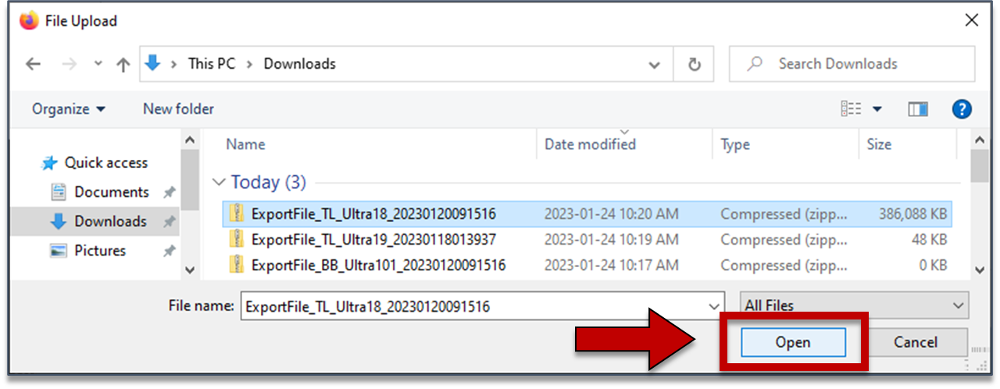 File Upload
This PC > Downloads
Search Downloads
Organize
New folder
?
Name
Date modified
Type
Size
Quick access
Documents
Downloads
Pictures
Today (3)
ExportFile_TL_Ultra18_20230120091516 2023-01-24 10:20 AM Compressed (zipp... 386,088 KB
ExportFile_TL_Ultra19_20230118013937 2023-01-24 10:19 AM Compressed (zipp... 48 KB
ExportFile_BB_Ultra101_20230120091516 2023-01-24 10:17 AM Compressed (zipp... 0 KB
File name: ExportFile_TL_Ultra18_20230120091516
All Files
Open
Cancel